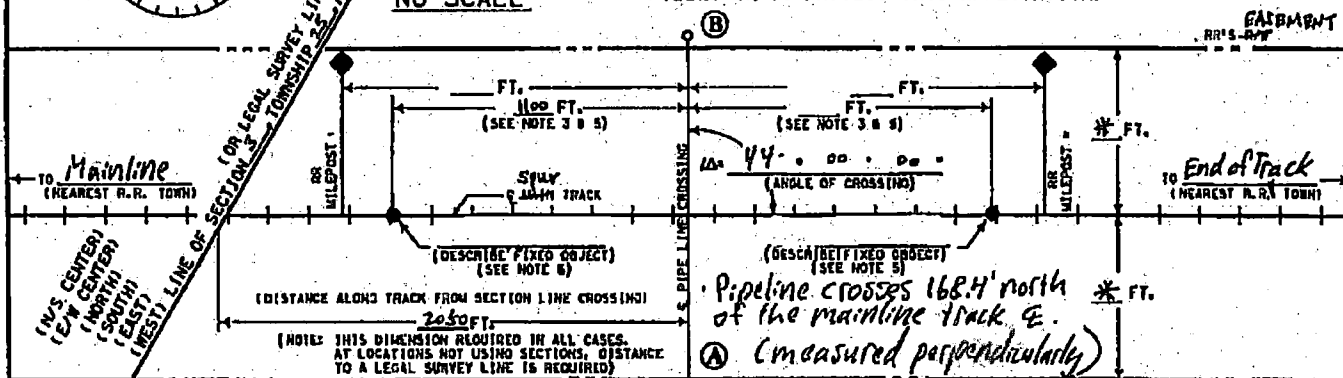 NO SCALE
(OR LEGAL SURVEY LI
(WEST) LINE OF SECTION 3, TOWNSHIP 25,
B
EASEMENT
RR'S-R/W
FT.
FT.
1100 FT.
(SEE NOTE 3 & 5)
FT.
(SEE NOTE 3 & 5)
* FT.
TO Mainline
(NEAREST R.R. TOWN)
RR MILEPOST
Spur
℄ MAIN TRACK
℄ PIPE LINE CROSSING
44 . 00 . 00
(ANGLE OF CROSSING)
RR MILEPOST
TO End of Track
(NEAREST R.R. TOWN)
(N/S CENTER)
(E/W CENTER)
(NORTH)
(SOUTH)
(EAST)
(DESCRIBE FIXED OBJECT)
(DESCRIBE FIXED OBJECT)
(SEE NOTE 5)
(DISTANCE ALONG TRACK FROM SECTION LINE CROSSING)
2050 FT.
(NOTE: THIS DIMENSION REQUIRED IN ALL CASES.
AT LOCATIONS NOT USING SECTIONS, DISTANCE
TO A LEGAL SURVEY LINE IS REQUIRED)
· Pipeline crosses 168.4' north
of the mainline track ℄.
A (measured perpendicularly)
* FT.